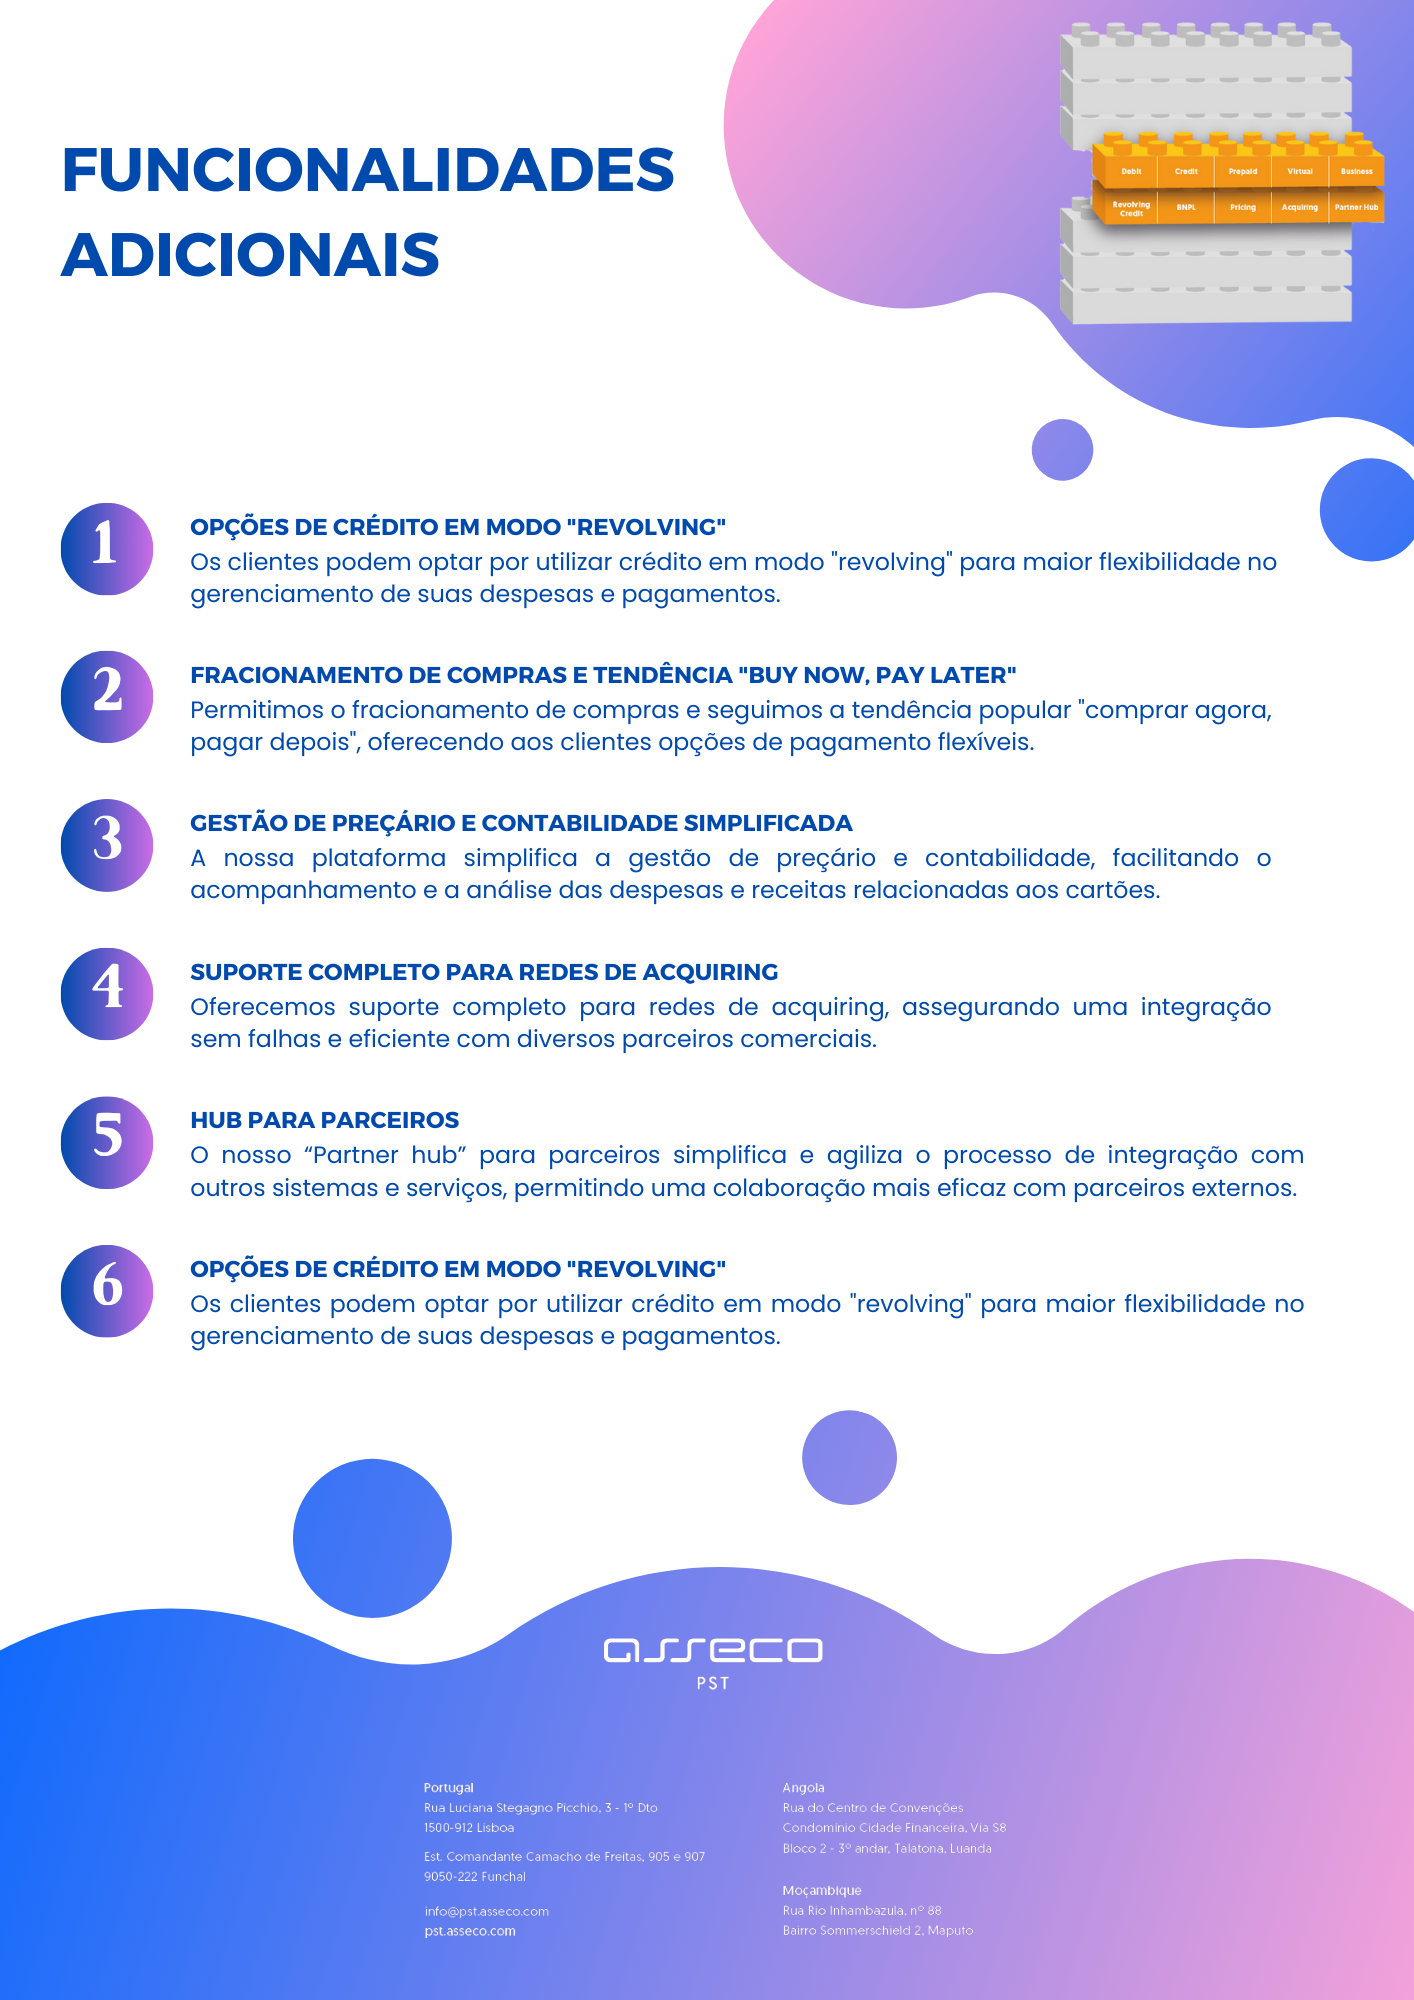 FUNCIONALIDADES
ADICIONAIS
Debit Credit Prepaid Virtual Business
Revolving Credit BNPL Pricing Acquiring Partner Hub
1
OPÇÕES DE CRÉDITO EM MODO "REVOLVING"
Os clientes podem optar por utilizar crédito em modo "revolving" para maior flexibilidade no
gerenciamento de suas despesas e pagamentos.
2
FRACIONAMENTO DE COMPRAS E TENDÊNCIA "BUY NOW, PAY LATER"
Permitimos o fracionamento de compras e seguimos a tendência popular "comprar agora,
pagar depois", oferecendo aos clientes opções de pagamento flexíveis.
3
GESTÃO DE PREÇÁRIO E CONTABILIDADE SIMPLIFICADA
A nossa plataforma simplifica a gestão de preçário e contabilidade, facilitando o
acompanhamento e a análise das despesas e receitas relacionadas aos cartões.
4
SUPORTE COMPLETO PARA REDES DE ACQUIRING
Oferecemos suporte completo para redes de acquiring, assegurando uma integração
sem falhas e eficiente com diversos parceiros comerciais.
5
HUB PARA PARCEIROS
O nosso “Partner hub” para parceiros simplifica e agiliza o processo de integração com
outros sistemas e serviços, permitindo uma colaboração mais eficaz com parceiros externos.
6
OPÇÕES DE CRÉDITO EM MODO "REVOLVING"
Os clientes podem optar por utilizar crédito em modo "revolving" para maior flexibilidade no
gerenciamento de suas despesas e pagamentos.
asseco
PST
Portugal
Rua Luciana Stegagno Picchio, 3 - 1º Dto
1500-912 Lisboa
Est. Comandante Camacho de Freitas, 905 e 907
9050-222 Funchal
info@pst.asseco.com
pst.asseco.com
Angola
Rua do Centro de Convenções
Condomínio Cidade Financeira, Via S8
Bloco 2 - 3º andar, Talatona, Luanda
Moçambique
Rua Rio Inhambazula, nº 88
Bairro Sommerschield 2, Maputo